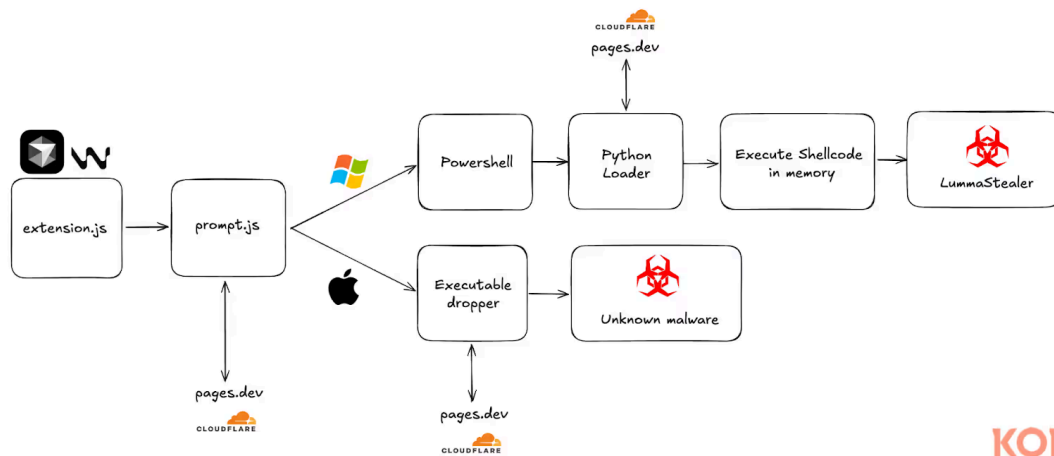 CLOUDFLARE
pages.dev
extension.js
prompt.js
Powershell
Python
Loader
Execute Shellcode
in memory
LummaStealer
Executable
dropper
Unknown malware
pages.dev
CLOUDFLARE
pages.dev
CLOUDFLARE